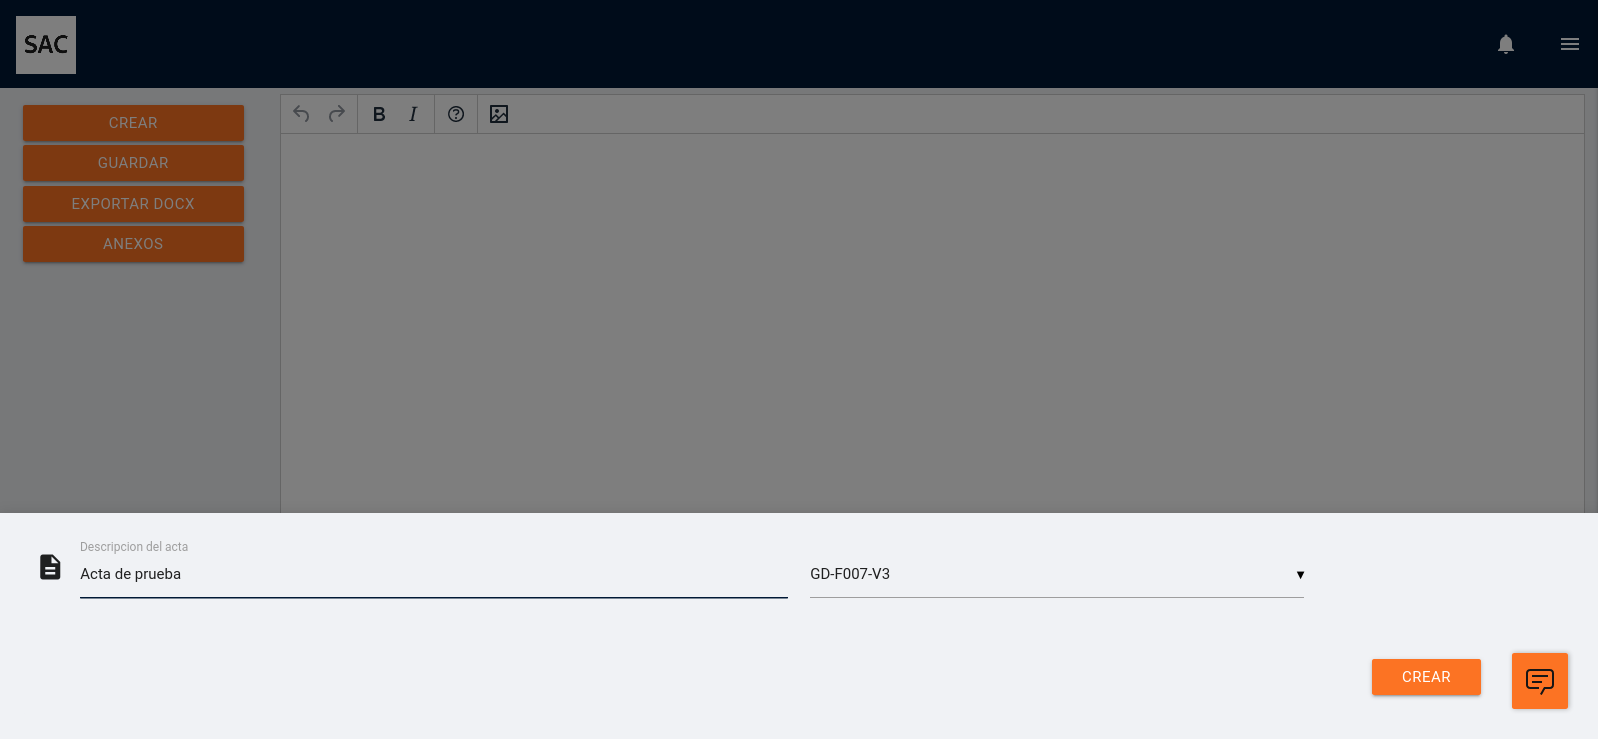 SAC
CREAR
GUARDAR
EXPORTAR DOCX
ANEXOS
B I
Descripcion del acta
Acta de prueba
GD-F007-V3
CREAR